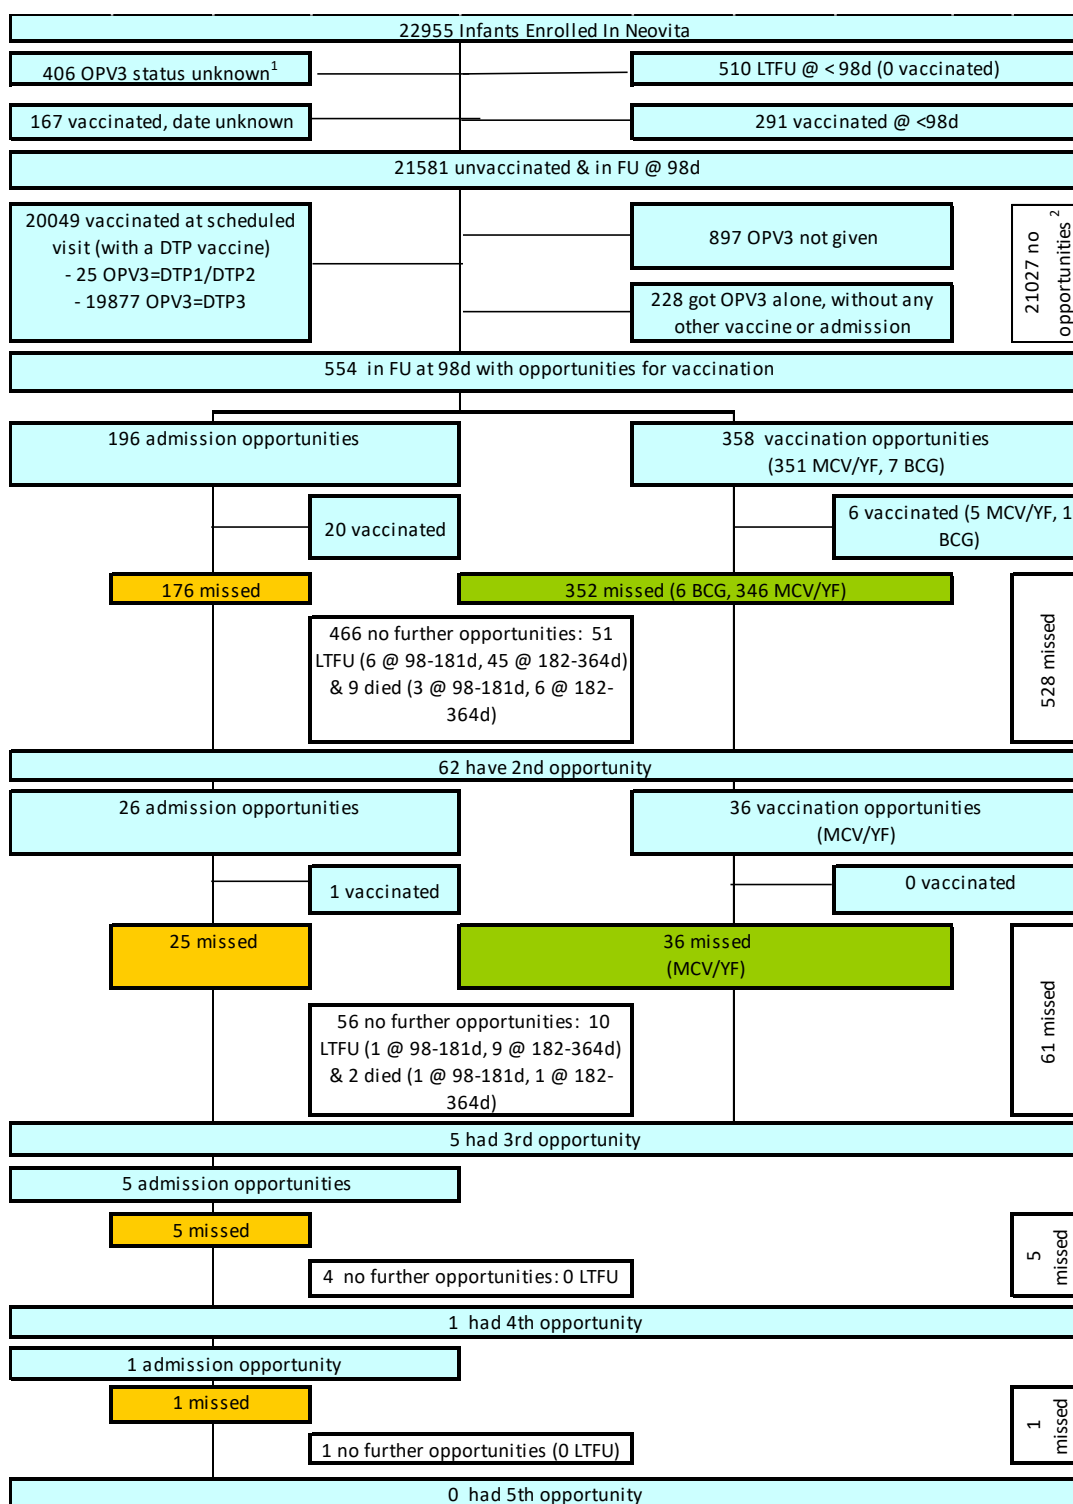 22955 Infants Enrolled In Neovita
406 OPV3 status unknown1
510 LTFU @ < 98d (0 vaccinated)
167 vaccinated, date unknown
291 vaccinated @ <98d
21581 unvaccinated & in FU @ 98d
20049 vaccinated at scheduled
visit (with a DTP vaccine)
- 25 OPV3=DTP1/DTP2
- 19877 OPV3=DTP3
897 OPV3 not given
228 got OPV3 alone, without any
other vaccine or admission
21027 no
opportunities 2
554 in FU at 98d with opportunities for vaccination
196 admission opportunities
358 vaccination opportunities
(351 MCV/YF, 7 BCG)
20 vaccinated
6 vaccinated (5 MCV/YF, 1
BCG)
176 missed
352 missed (6 BCG, 346 MCV/YF)
466 no further opportunities: 51
LTFU (6 @ 98-181d, 45 @ 182-364d)
& 9 died (3 @ 98-181d, 6 @ 182-
364d)
528 missed
62 have 2nd opportunity
26 admission opportunities
36 vaccination opportunities
(MCV/YF)
1 vaccinated
0 vaccinated
25 missed
36 missed
(MCV/YF)
56 no further opportunities: 10
LTFU (1 @ 98-181d, 9 @ 182-364d)
& 2 died (1 @ 98-181d, 1 @ 182-
364d)
61 missed
5 had 3rd opportunity
5 admission opportunities
5 missed
4 no further opportunities: 0 LTFU
5
missed
1 had 4th opportunity
1 admission opportunity
1 missed
1 no further opportunities (0 LTFU)
1
missed
0 had 5th opportunity